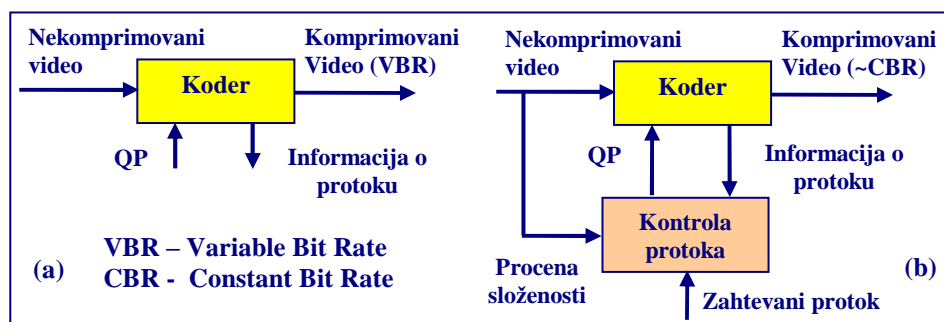 Nekomprimovani
video
Koder
Komprimovani
Video (VBR)
QP
Informacija o
protoku
VBR – Variable Bit Rate
CBR - Constant Bit Rate
(a)
Nekomprimovani
video
Koder
Komprimovani
Video (~CBR)
QP
Informacija o
protoku
Kontrola
protoka
Procena
složenosti
Zahtevani protok
(b)